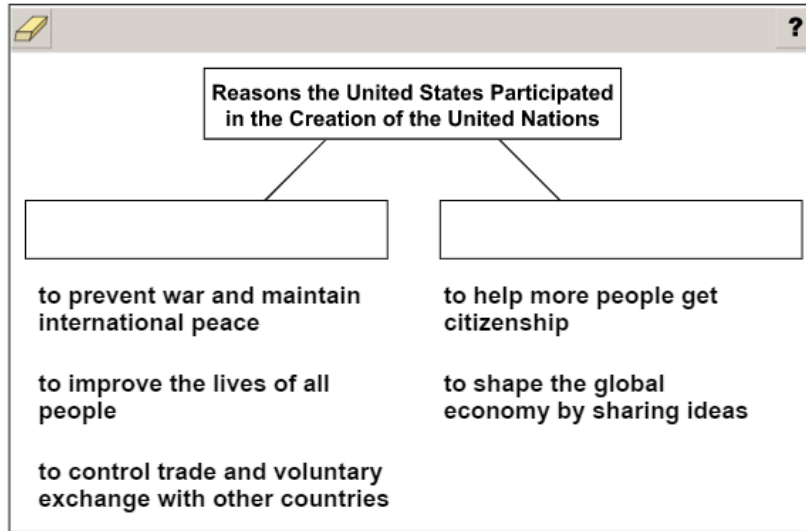 ?
Reasons the United States Participated
in the Creation of the United Nations
to prevent war and maintain
international peace
to improve the lives of all
people
to control trade and voluntary
exchange with other countries
to help more people get
citizenship
to shape the global
economy by sharing ideas